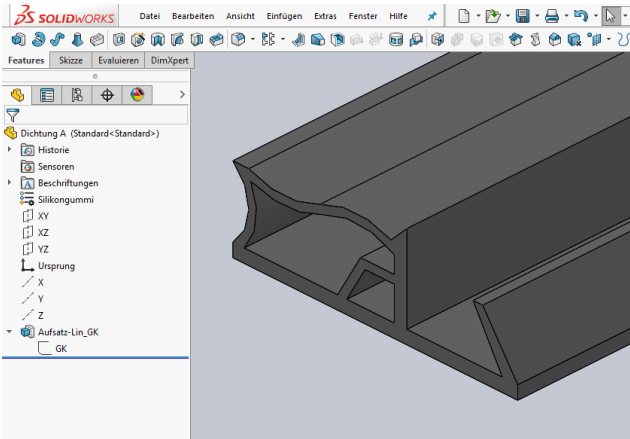 SOLIDWORKS Datei Bearbeiten Ansicht Einfügen Extras Fenster Hilfe
Features Skizze Evaluieren DimXpert
Dichtung A (Standard<Standard>)
Historie
Sensoren
Beschriftungen
Silikongummi
XY
XZ
YZ
Ursprung
X
Y
Z
Aufsatz-Lin_GK
GK